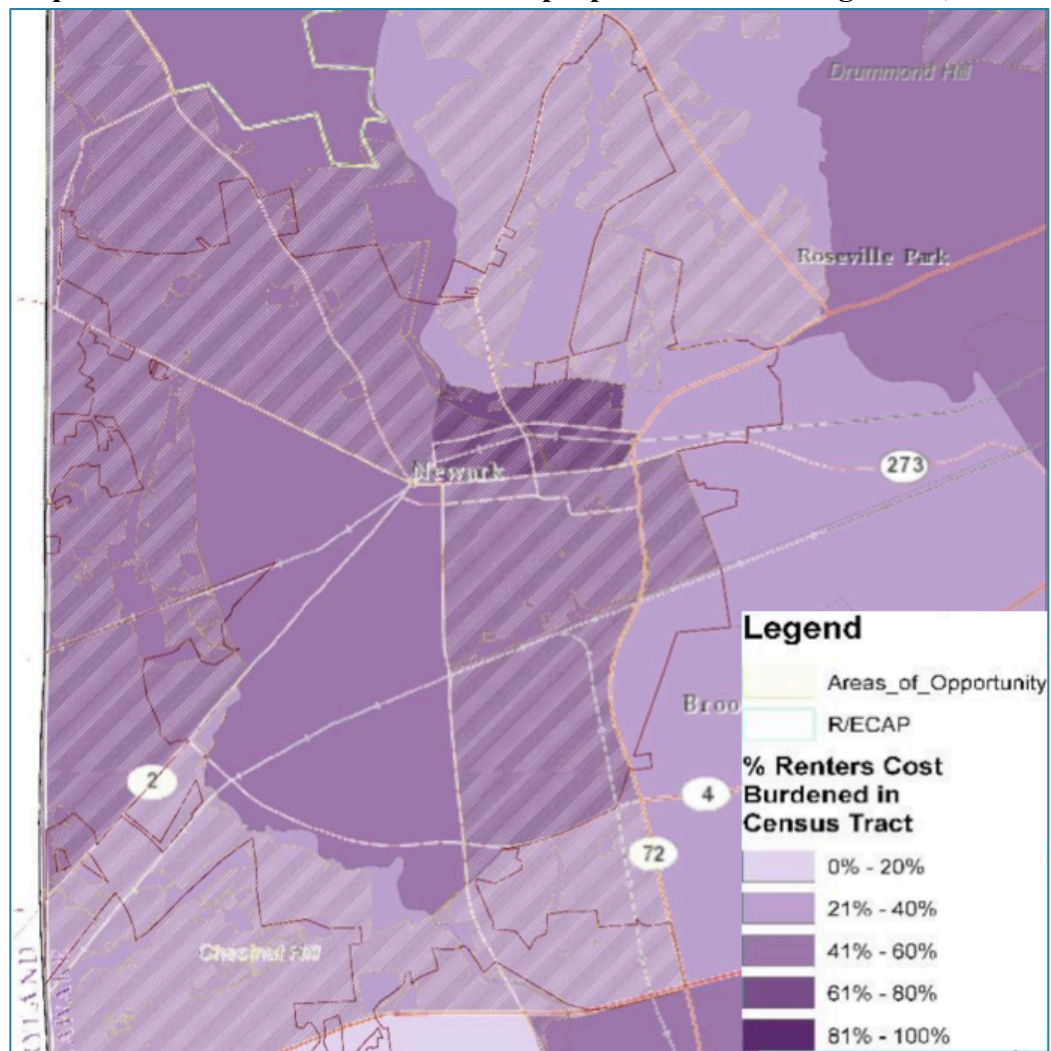 Drummond Hill
Roseville Park
Newark
273
Broo
2
4
72
Chestnut Hill
RYLAND
Legend
Areas_of_Opportunity
R/ECAP
% Renters Cost
Burdened in
Census Tract
0% - 20%
21% - 40%
41% - 60%
61% - 80%
81% - 100%